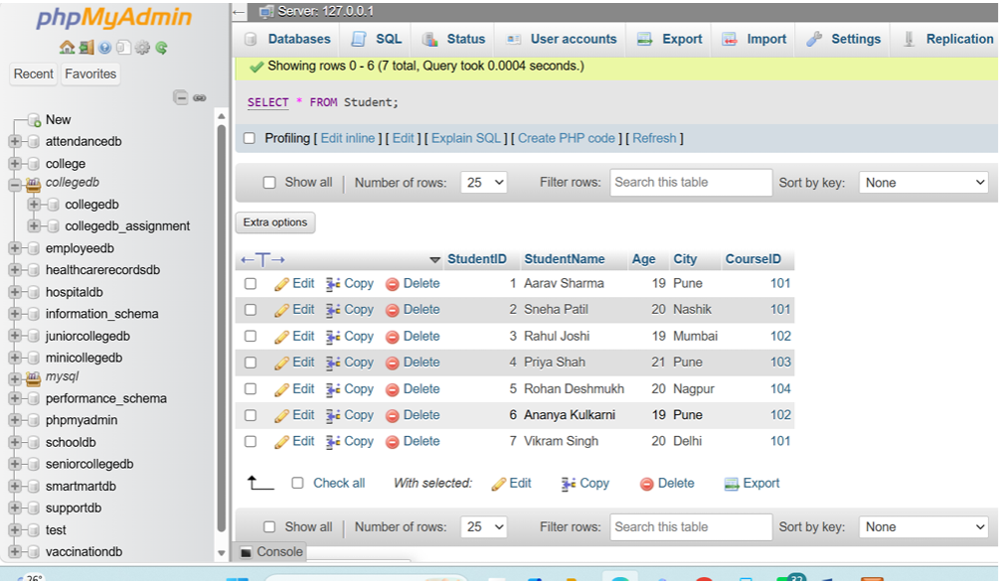 phpMyAdmin
Recent Favorites
New
attendancedb
college
collegedb
collegedb
collegedb_assignment
employeedb
healthcarerecordsdb
hospitaldb
information_schema
juniorcollegedb
minicollegedb
mysql
performance_schema
phpmyadmin
schooldb
seniorcollegedb
smartmartdb
supportdb
test
vaccinationdb
Server: 127.0.0.1
Databases SQL Status User accounts Export Import Settings Replication
Showing rows 0 - 6 (7 total, Query took 0.0004 seconds.)
SELECT * FROM Student;
Profiling [ Edit inline ] [ Edit ] [ Explain SQL ] [ Create PHP code ] [ Refresh ]
Show all | Number of rows: 25 Filter rows: Search this table Sort by key: None
Extra options
←T→ StudentID StudentName Age City CourseID
Edit Copy Delete 1 Aarav Sharma 19 Pune 101
Edit Copy Delete 2 Sneha Patil 20 Nashik 101
Edit Copy Delete 3 Rahul Joshi 19 Mumbai 102
Edit Copy Delete 4 Priya Shah 21 Pune 103
Edit Copy Delete 5 Rohan Deshmukh 20 Nagpur 104
Edit Copy Delete 6 Ananya Kulkarni 19 Pune 102
Edit Copy Delete 7 Vikram Singh 20 Delhi 101
Check all With selected: Edit Copy Delete Export
Show all | Number of rows: 25 Filter rows: Search this table Sort by key: None
Console
26°
32